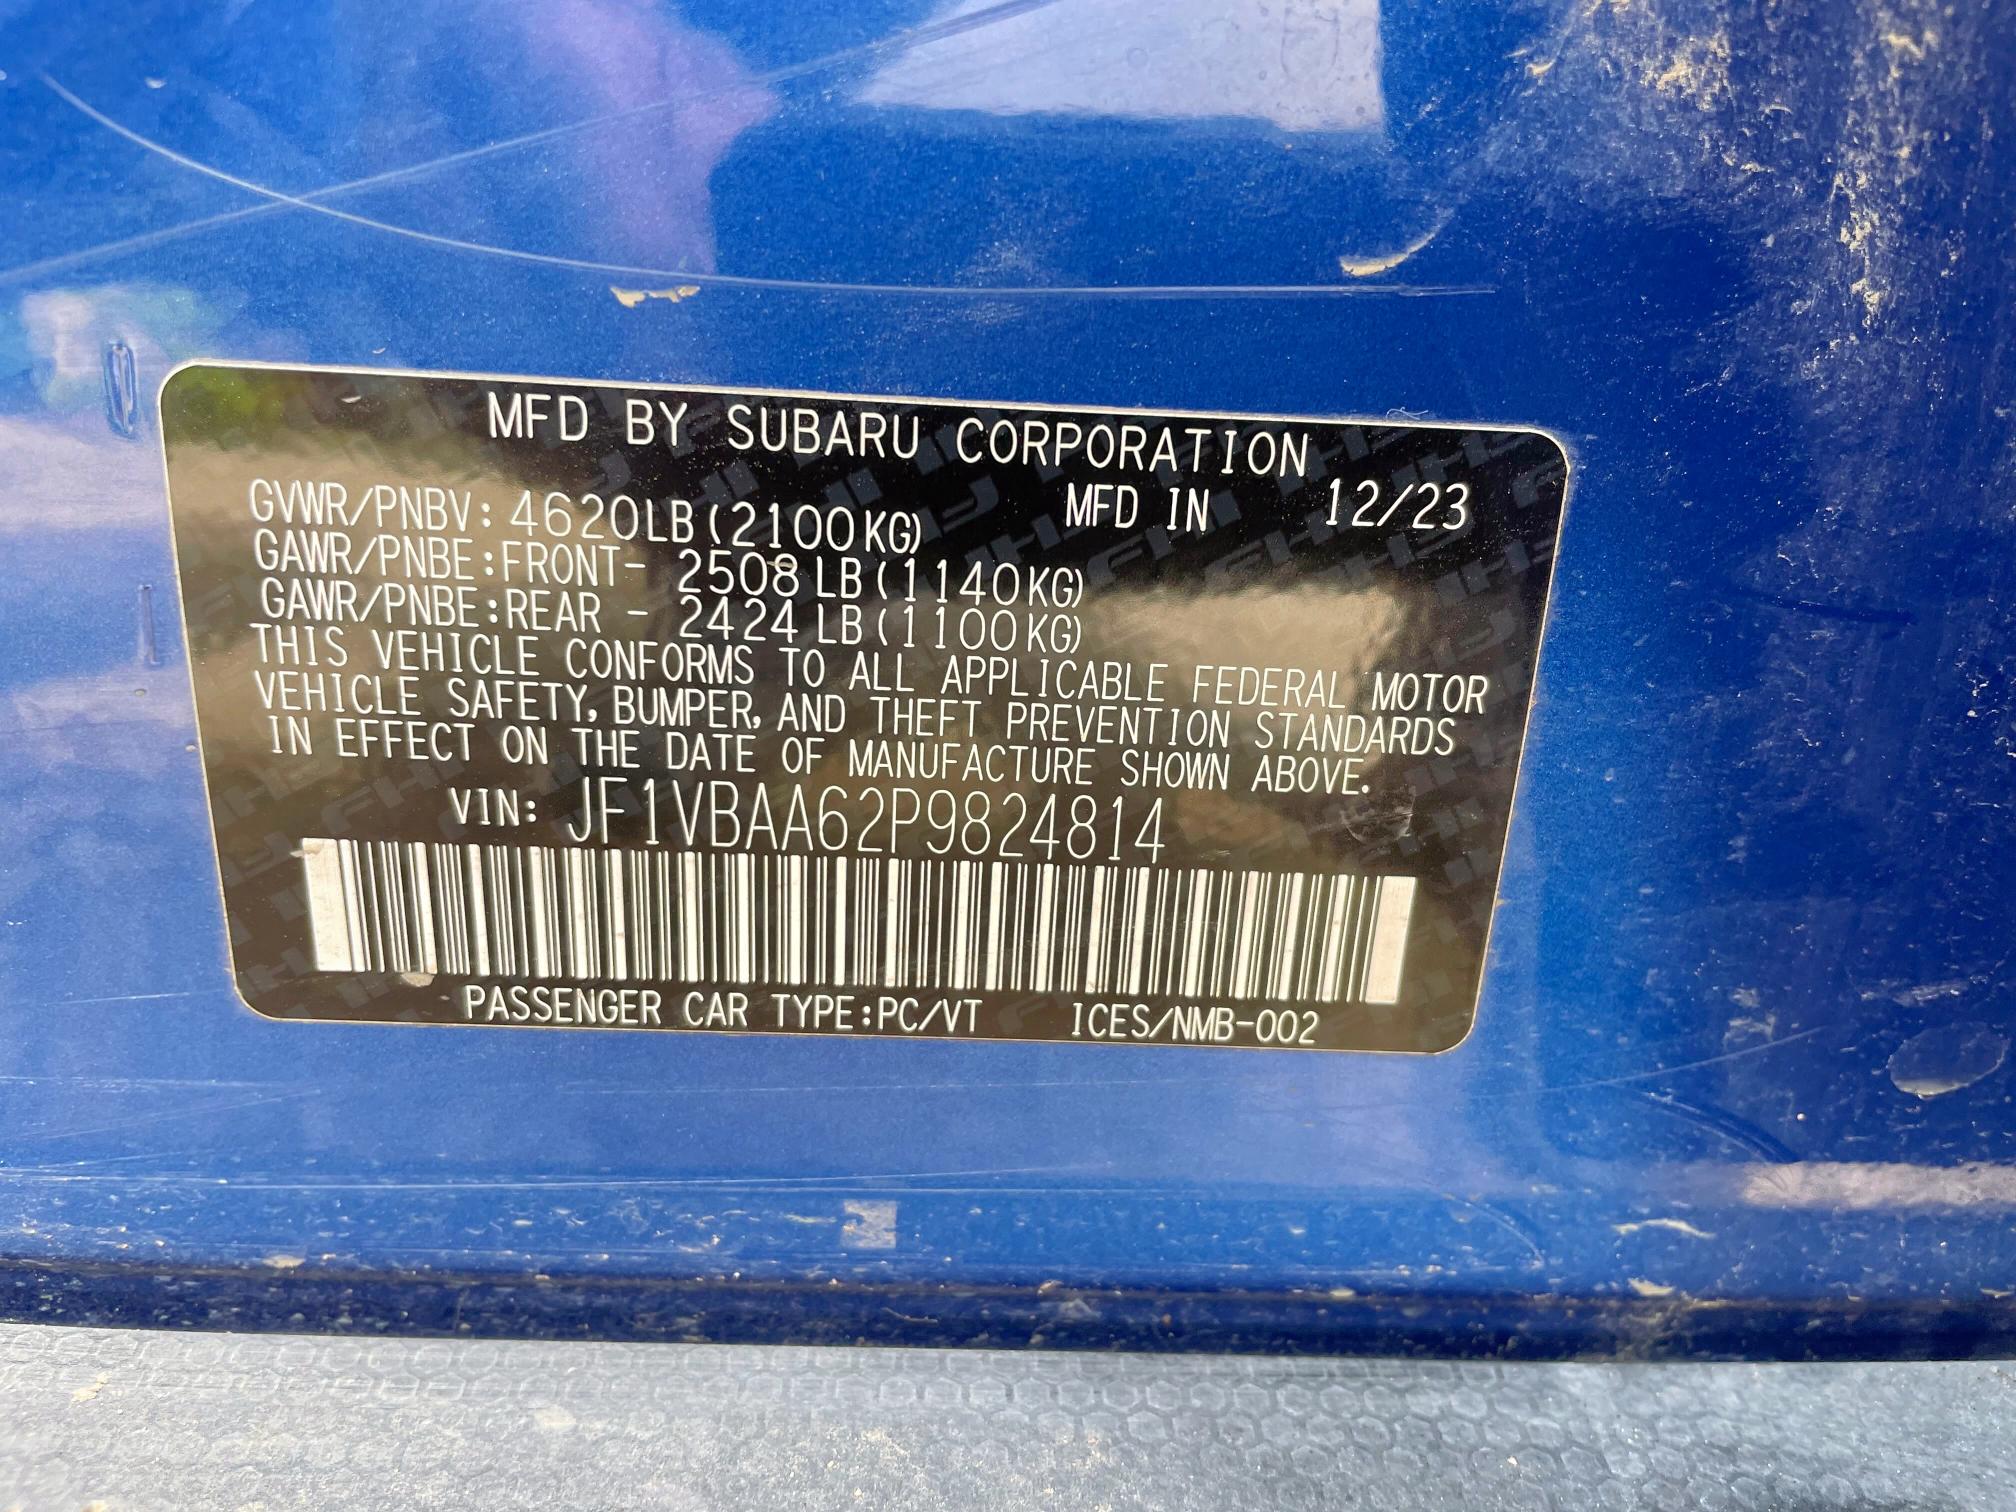 MFD BY SUBARU CORPORATION
GVWR/PNBV: 4620LB(2100KG) MFD IN 12/23
GAWR/PNBE:FRONT- 2508LB(1140KG)
GAWR/PNBE:REAR - 2424LB(1100KG)
THIS VEHICLE CONFORMS TO ALL APPLICABLE FEDERAL MOTOR
VEHICLE SAFETY, BUMPER, AND THEFT PREVENTION STANDARDS
IN EFFECT ON THE DATE OF MANUFACTURE SHOWN ABOVE.
VIN: JF1VBAA62P9824814
PASSENGER CAR TYPE:PC/VT ICES/NMB-002